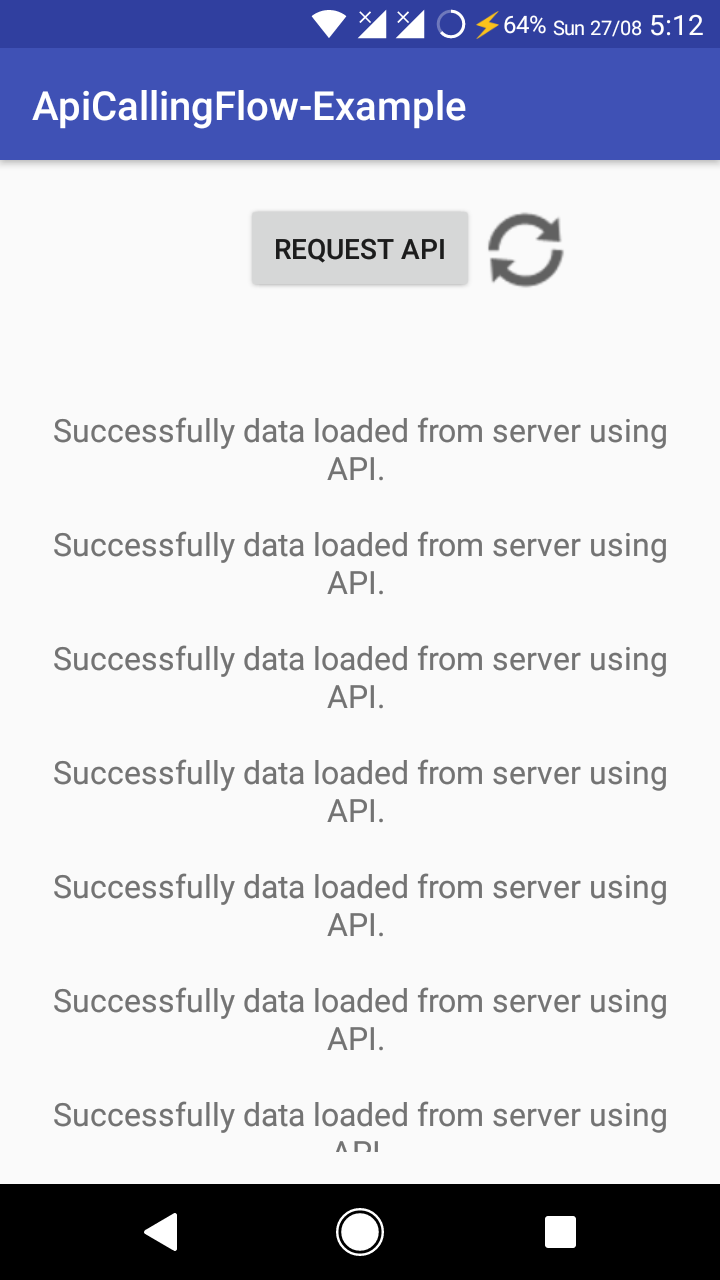 64% Sun 27/08 5:12
ApiCallingFlow-Example
REQUEST API
Successfully data loaded from server using
API.
Successfully data loaded from server using
API.
Successfully data loaded from server using
API.
Successfully data loaded from server using
API.
Successfully data loaded from server using
API.
Successfully data loaded from server using
API.
Successfully data loaded from server using
API